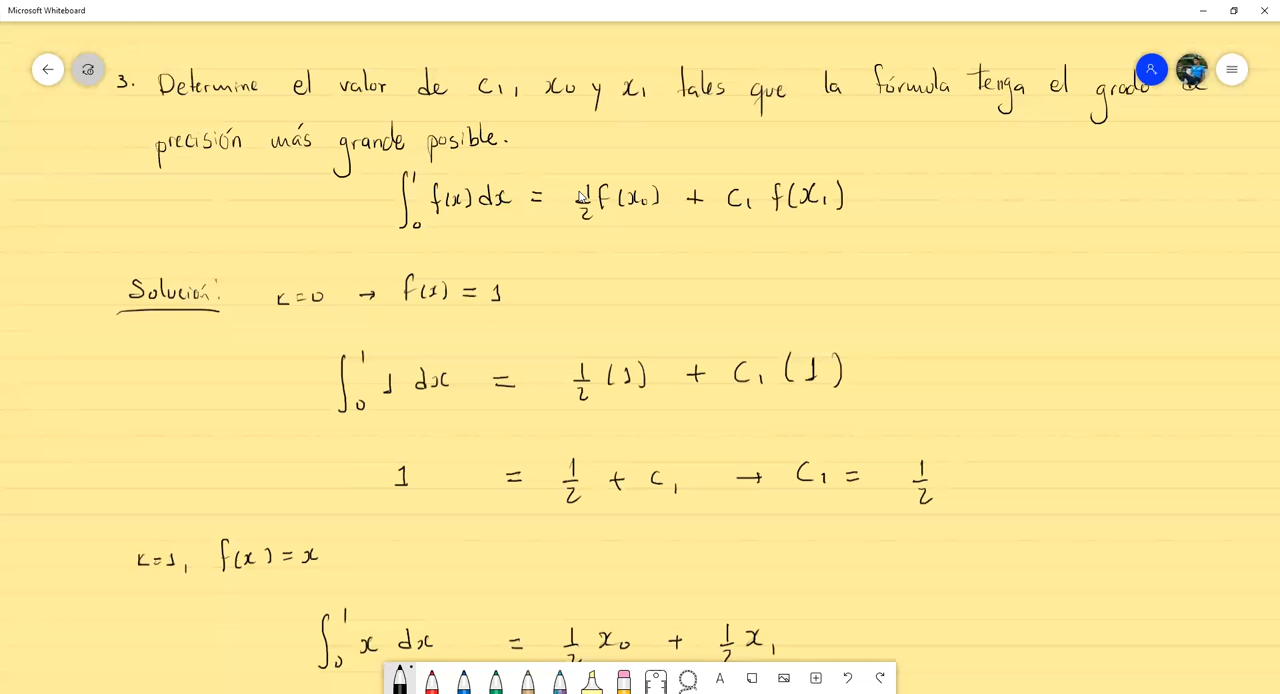 Microsoft Whiteboard
3. Determine el valor de c₁, x₀ y x₁ tales que la fórmula tenga el grado de
precisión más grande posible.
∫₀¹ f(x) dx = 1/2 f(x₀) + c₁ f(x₁)
Solución: k=0 → f(x) = 1
∫₀¹ 1 dx = 1/2 (1) + c₁ (1)
1 = 1/2 + c₁ → c₁ = 1/2
k=1, f(x) = x
∫₀¹ x dx = 1/2 x₀ + 1/2 x₁